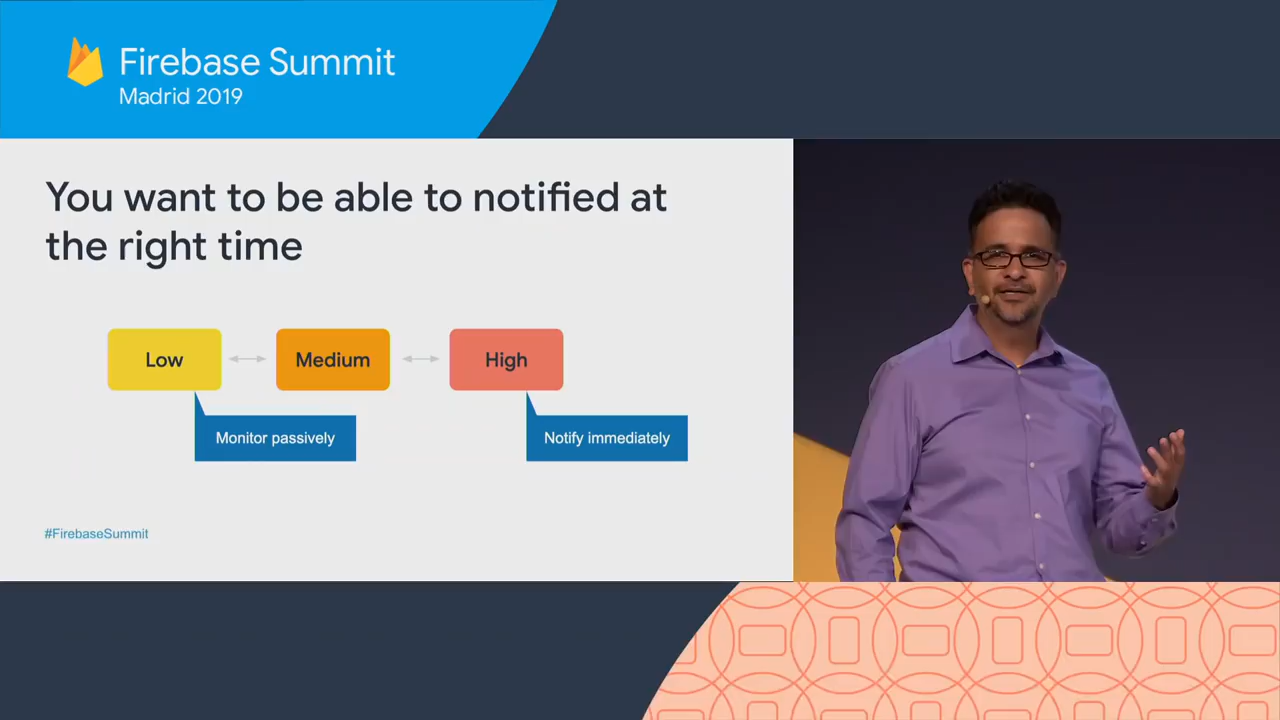 Firebase Summit
Madrid 2019
You want to be able to notified at
the right time
Low
Medium
High
Monitor passively
Notify immediately
#FirebaseSummit